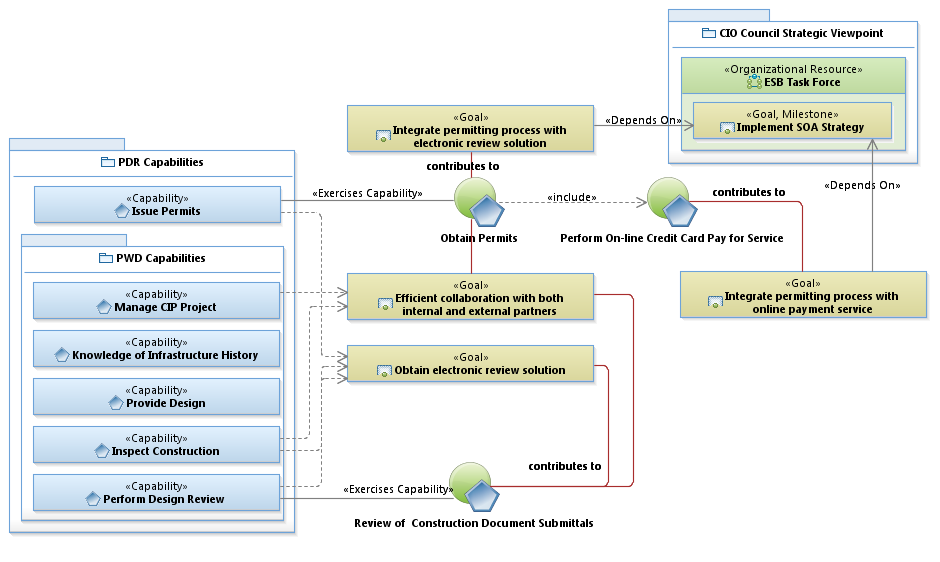 CIO Council Strategic Viewpoint
«Organizational Resource»
ESB Task Force
«Goal, Milestone»
Implement SOA Strategy
«Goal»
Integrate permitting process with
electronic review solution
«Depends On»
contributes to
PDR Capabilities
«Capability»
Issue Permits
«Exercises Capability»
«include»
contributes to
«Depends On»
Obtain Permits
Perform On-line Credit Card Pay for Service
PWD Capabilities
«Capability»
Manage CIP Project
«Goal»
Efficient collaboration with both
internal and external partners
«Goal»
Integrate permitting process with
online payment service
«Capability»
Knowledge of Infrastructure History
«Goal»
Obtain electronic review solution
«Capability»
Provide Design
«Capability»
Inspect Construction
contributes to
«Capability»
Perform Design Review
«Exercises Capability»
Review of Construction Document Submittals